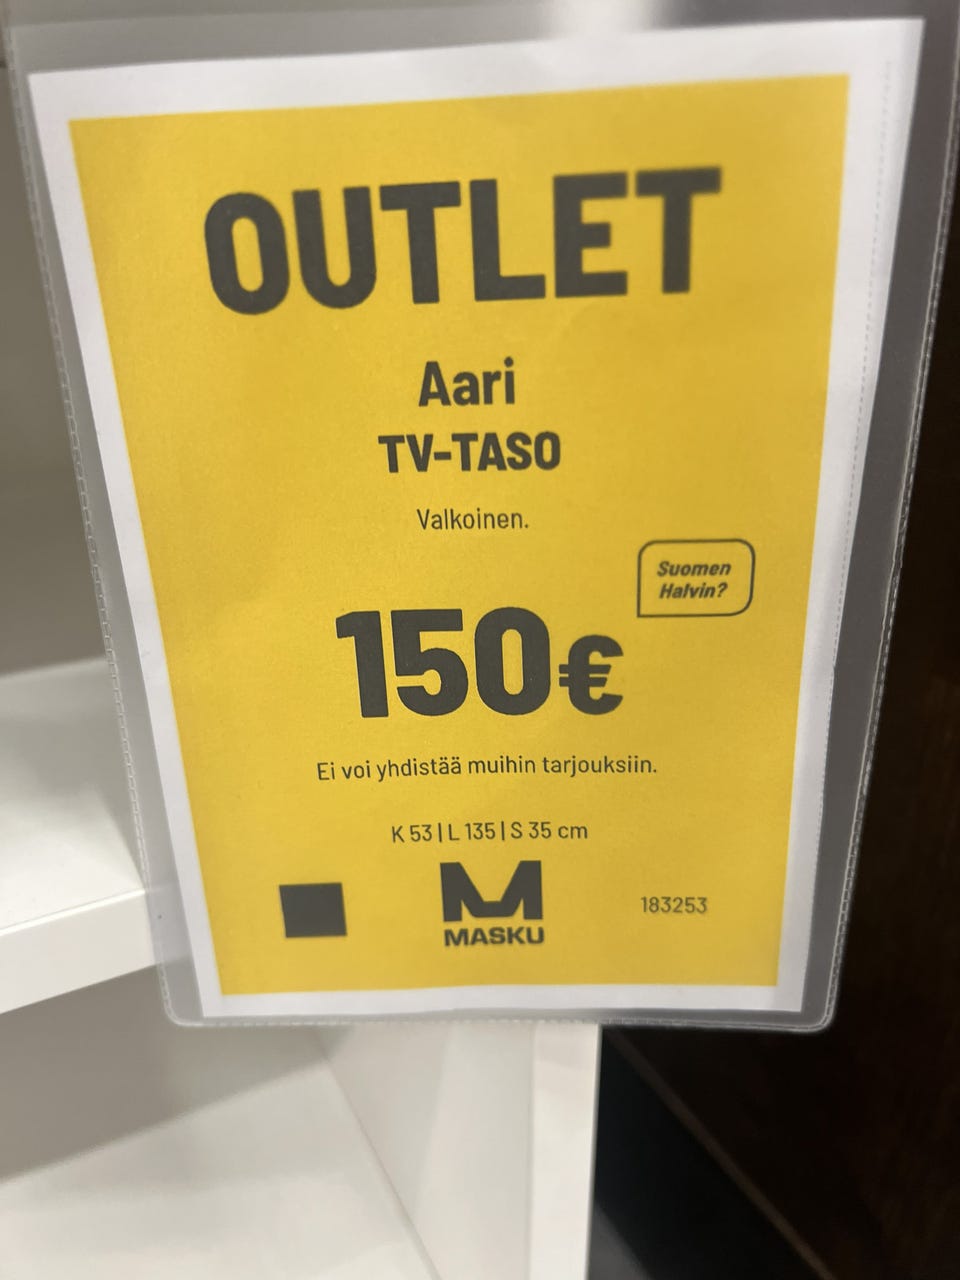 OUTLET
Aari
TV-TASO
Valkoinen.
Suomen
Halvin?
150€
Ei voi yhdistää muihin tarjouksiin.
K 53 | L 135 | S 35 cm
MASKU
183253